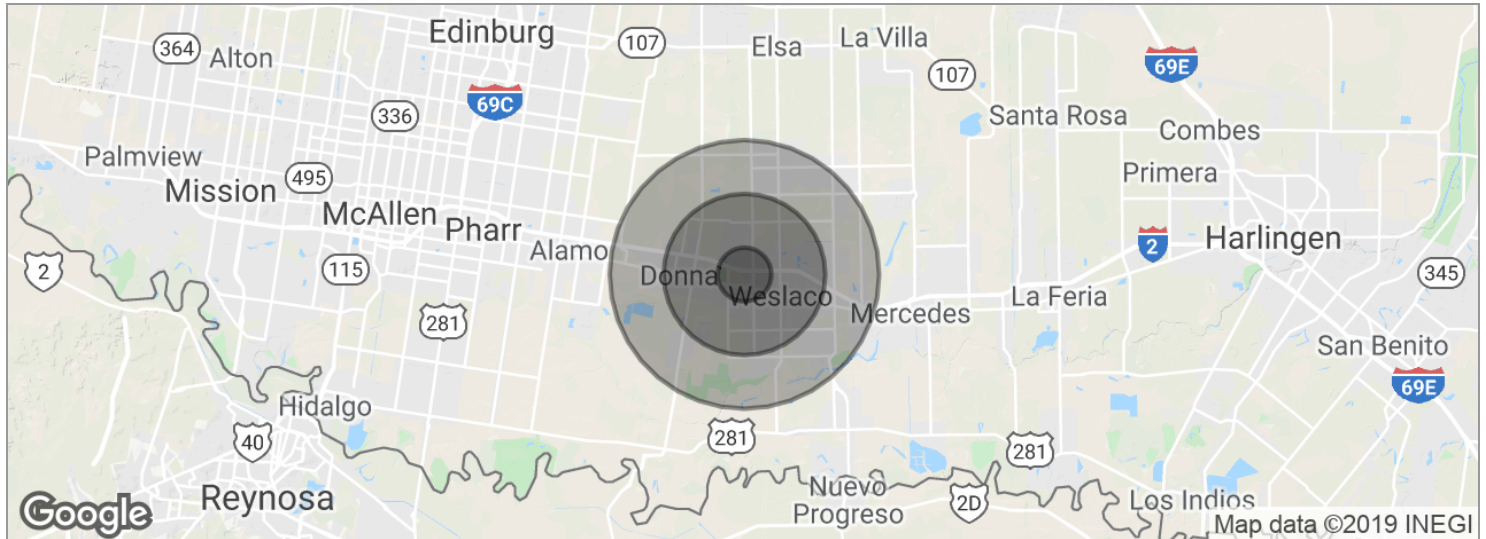 Edinburg
364
Alton
107
Elsa
La Villa
69E
107
69C
336
Santa Rosa
Combes
Palmview
Mission
495
Primera
McAllen
Pharr
Alamo
Harlingen
2
2
115
Donna
Weslaco
345
La Feria
Mercedes
281
San Benito
69E
Hidalgo
40
281
281
Reynosa
Nuevo
Progreso
2D
Los Indios
Google
Map data ©2019 INEGI